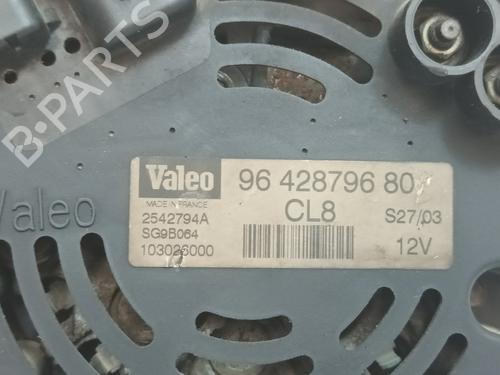 B-PARTS
Valeo
MADE IN FRANCE
2542794A
SG9B064
103026000
96 428796 80
CL8
S27/03
12V
Valeo